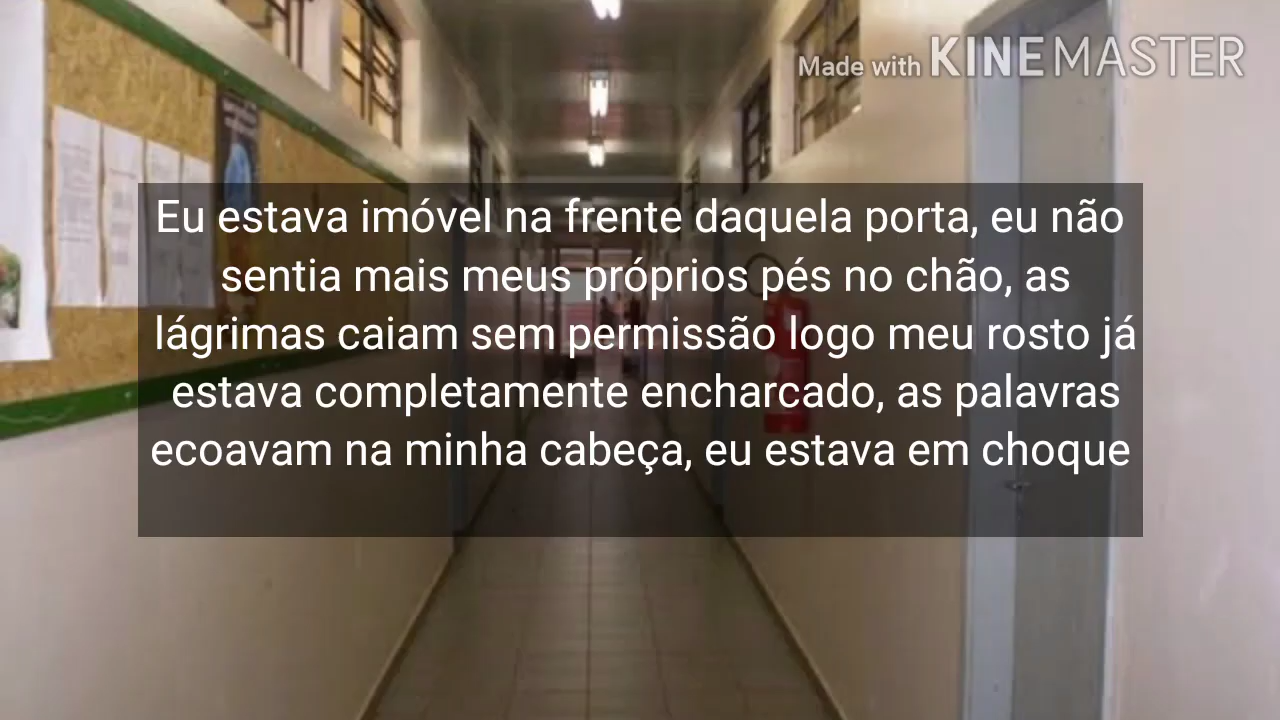 Made with KINEMASTER
Eu estava imóvel na frente daquela porta, eu não
sentia mais meus próprios pés no chão, as
lágrimas caiam sem permissão logo meu rosto já
estava completamente encharcado, as palavras
ecoavam na minha cabeça, eu estava em choque